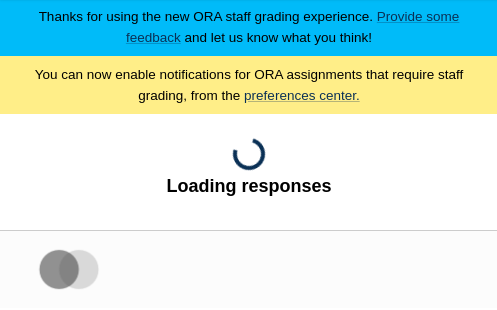 Thanks for using the new ORA staff grading experience. Provide some
feedback and let us know what you think!
You can now enable notifications for ORA assignments that require staff
grading, from the preferences center.
Loading responses